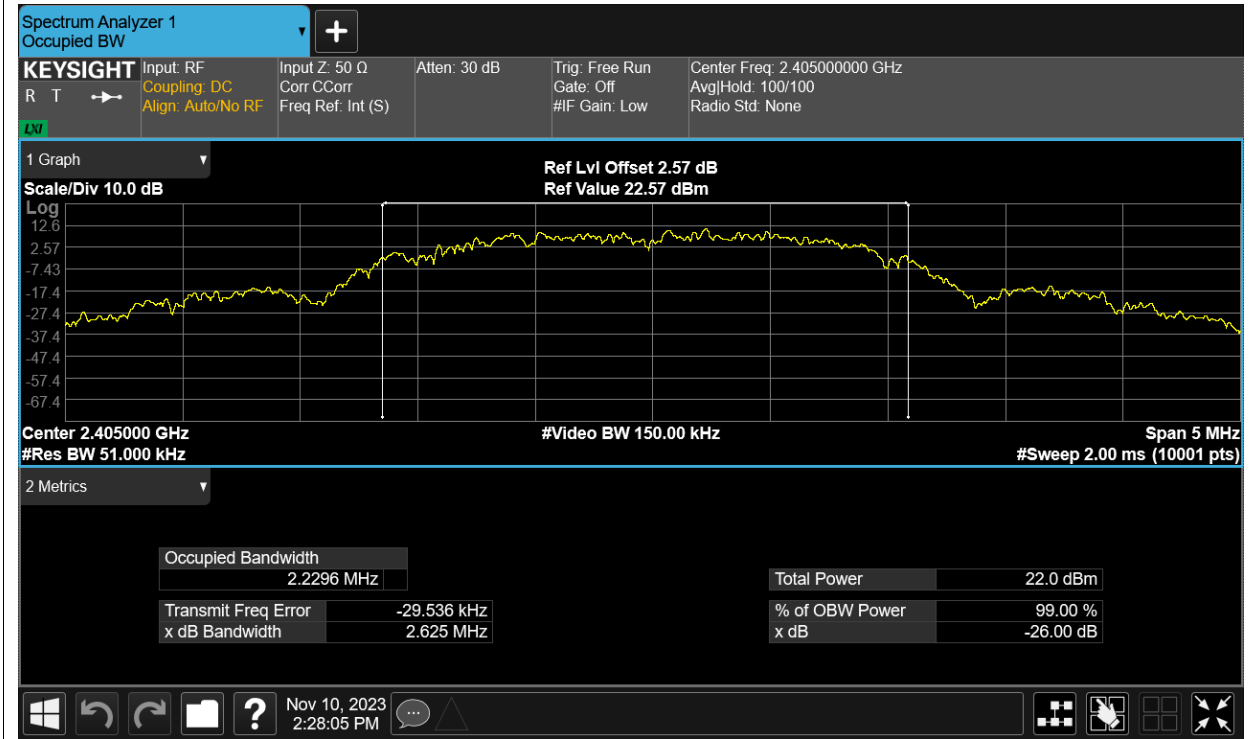 Spectrum Analyzer 1
Occupied BW
KEYSIGHT
R T
LXI
Input: RF
Coupling: DC
Align: Auto/No RF
Input Z: 50 Ω
Corr CCorr
Freq Ref: Int (S)
Atten: 30 dB
Trig: Free Run
Gate: Off
#IF Gain: Low
Center Freq: 2.405000000 GHz
Avg|Hold: 100/100
Radio Std: None
1 Graph
Scale/Div 10.0 dB
Ref Lvl Offset 2.57 dB
Ref Value 22.57 dBm
Log
12.6
2.57
-7.43
-17.4
-27.4
-37.4
-47.4
-57.4
-67.4
Center 2.405000 GHz
#Video BW 150.00 kHz
Span 5 MHz
#Res BW 51.000 kHz
#Sweep 2.00 ms (10001 pts)
2 Metrics
Occupied Bandwidth
2.2296 MHz
Total Power 22.0 dBm
Transmit Freq Error -29.536 kHz
% of OBW Power 99.00 %
x dB Bandwidth 2.625 MHz
x dB -26.00 dB
?
Nov 10, 2023
2:28:05 PM